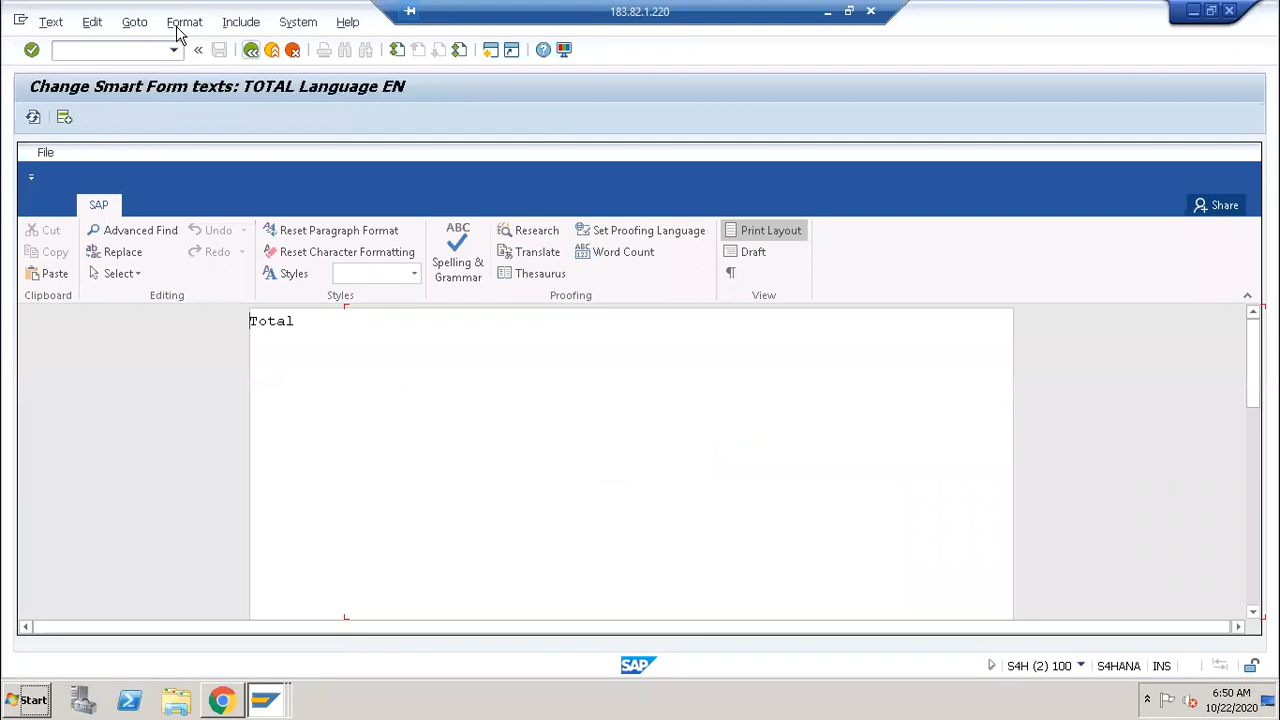 183.82.1.220
Text Edit Goto Format Include System Help
Change Smart Form texts: TOTAL Language EN
File
SAP
Share
Cut Advanced Find Undo Reset Paragraph Format ABC Research Set Proofing Language Print Layout
Copy Replace Redo Reset Character Formatting Translate Word Count Draft
Paste Select Styles Spelling & Grammar Thesaurus
Clipboard Editing Styles Proofing View
Total
SAP S4H (2) 100 S4HANA INS
Start 6:50 AM
10/22/2020